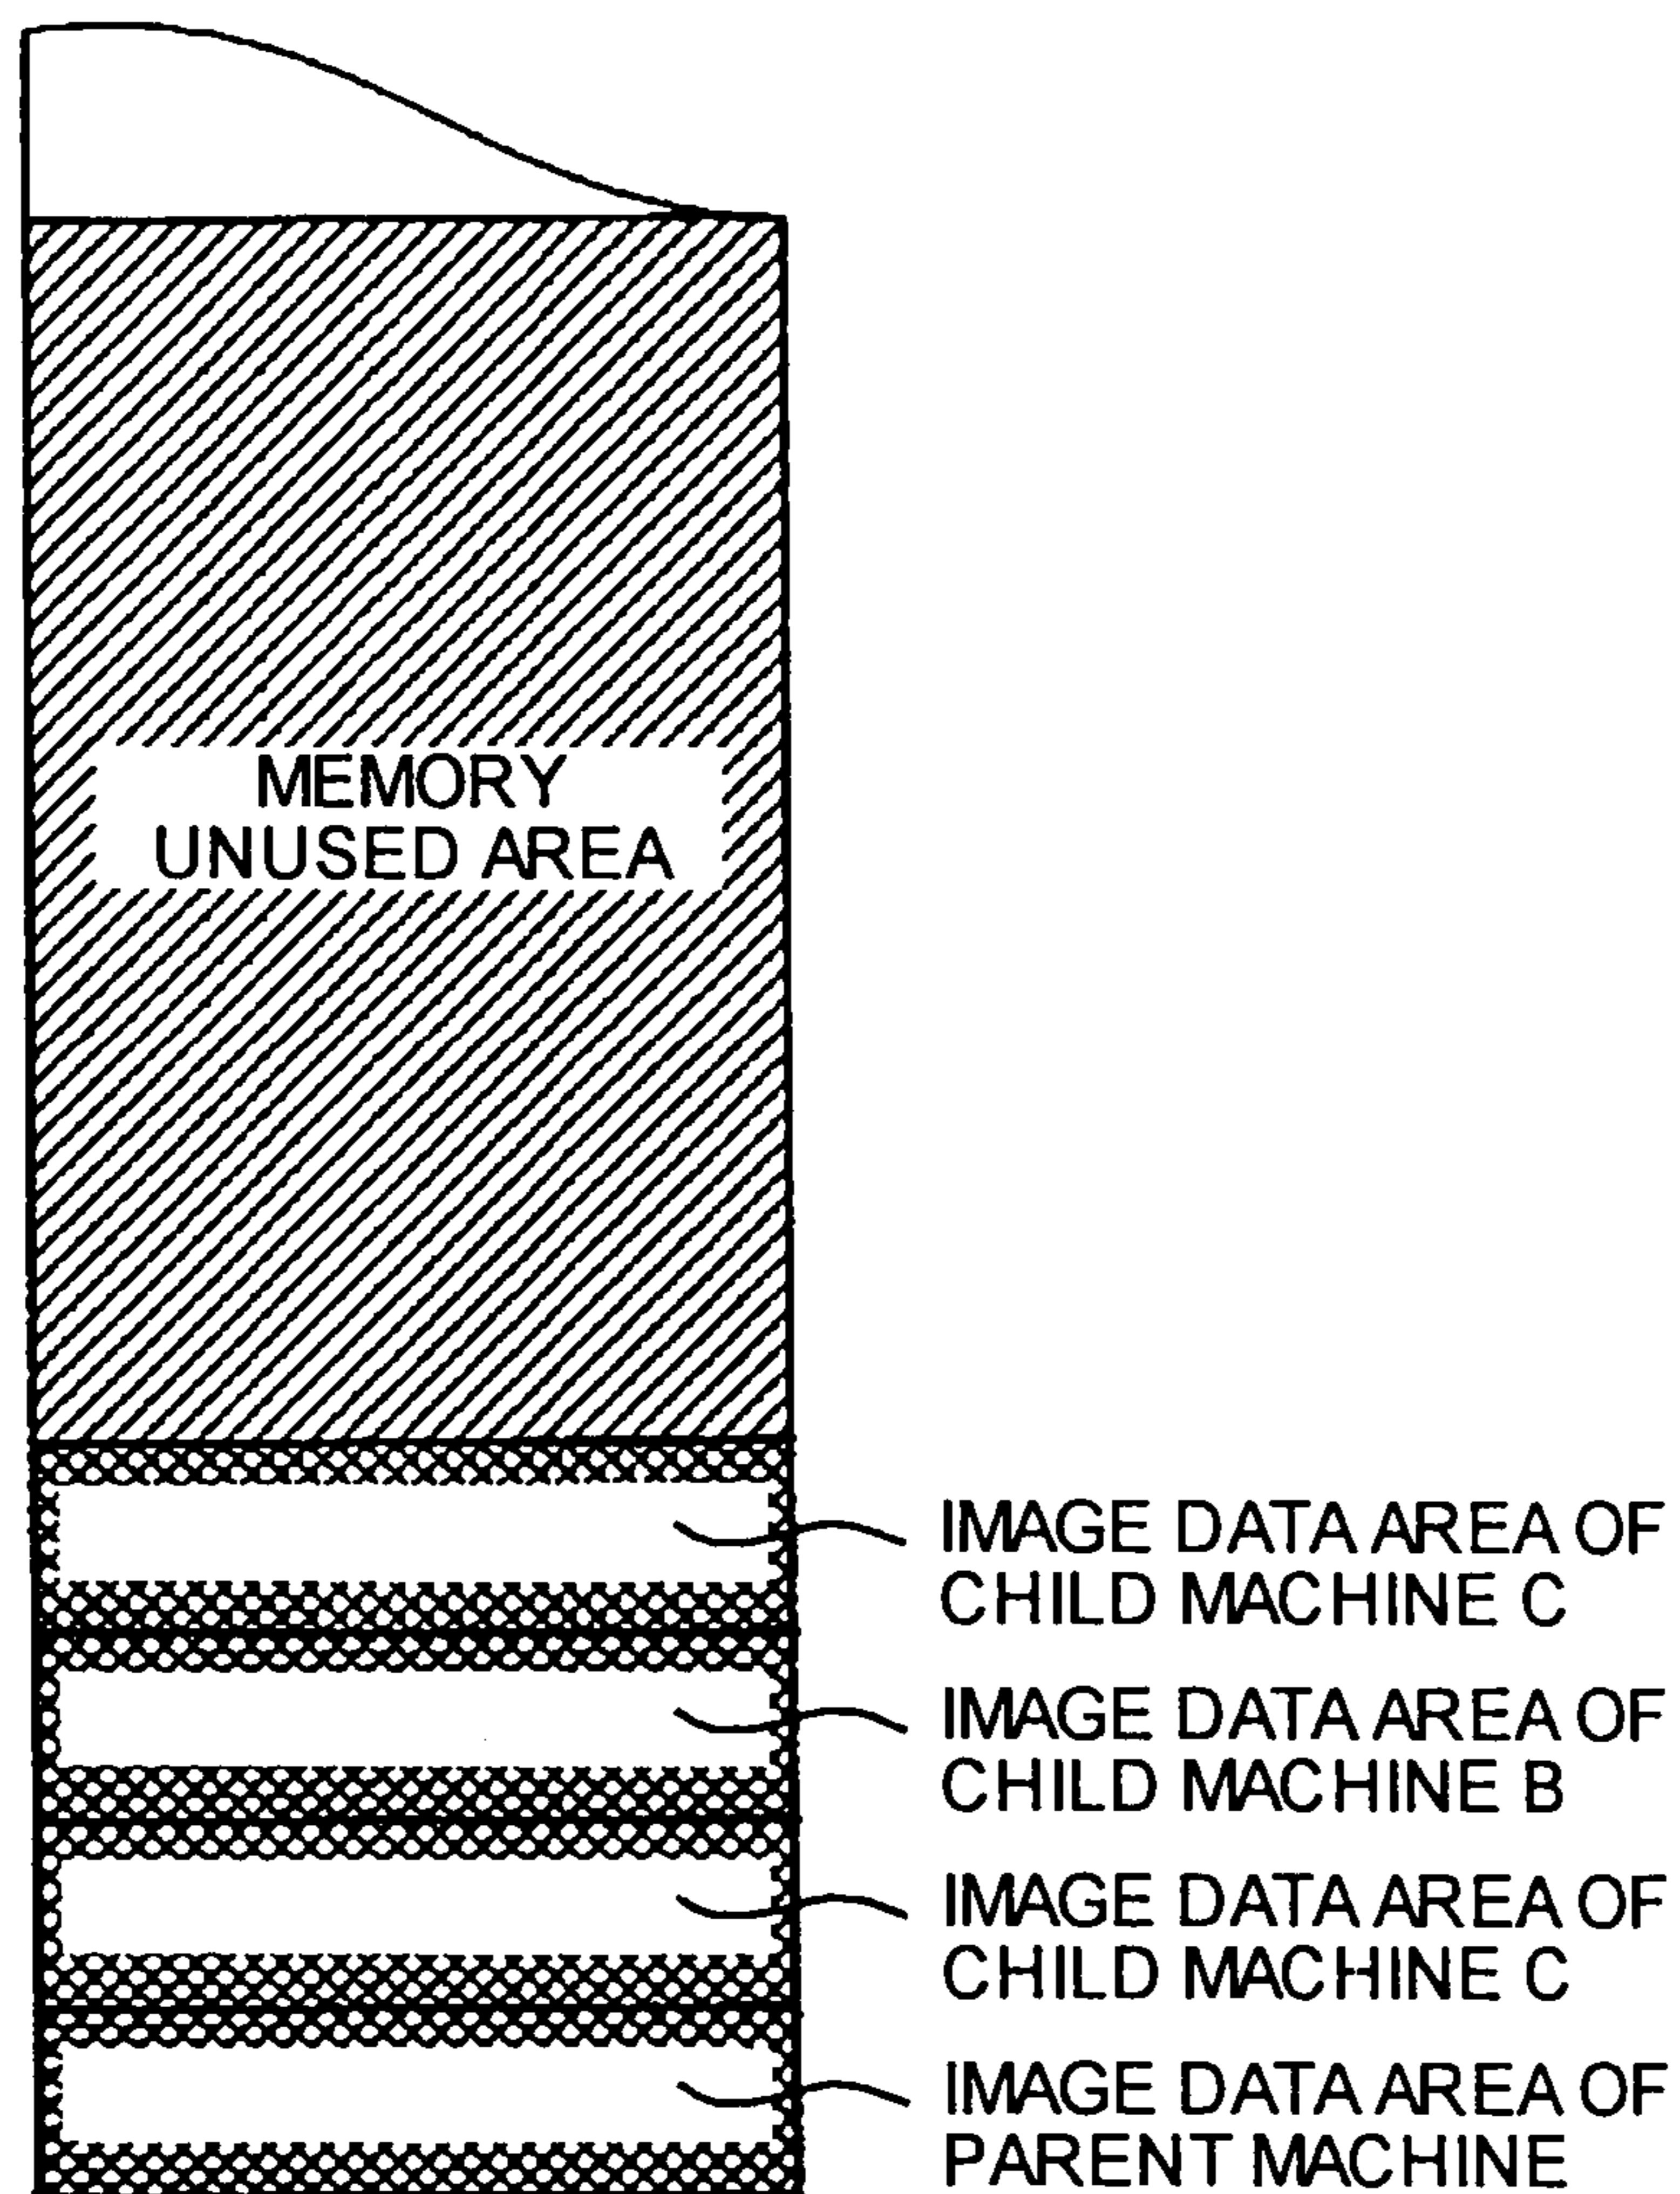 MEMORY
UNUSED AREA
IMAGE DATA AREA OF
CHILD MACHINE C
IMAGE DATA AREA OF
CHILD MACHINE B
IMAGE DATA AREA OF
CHILD MACHINE C
IMAGE DATA AREA OF
PARENT MACHINE